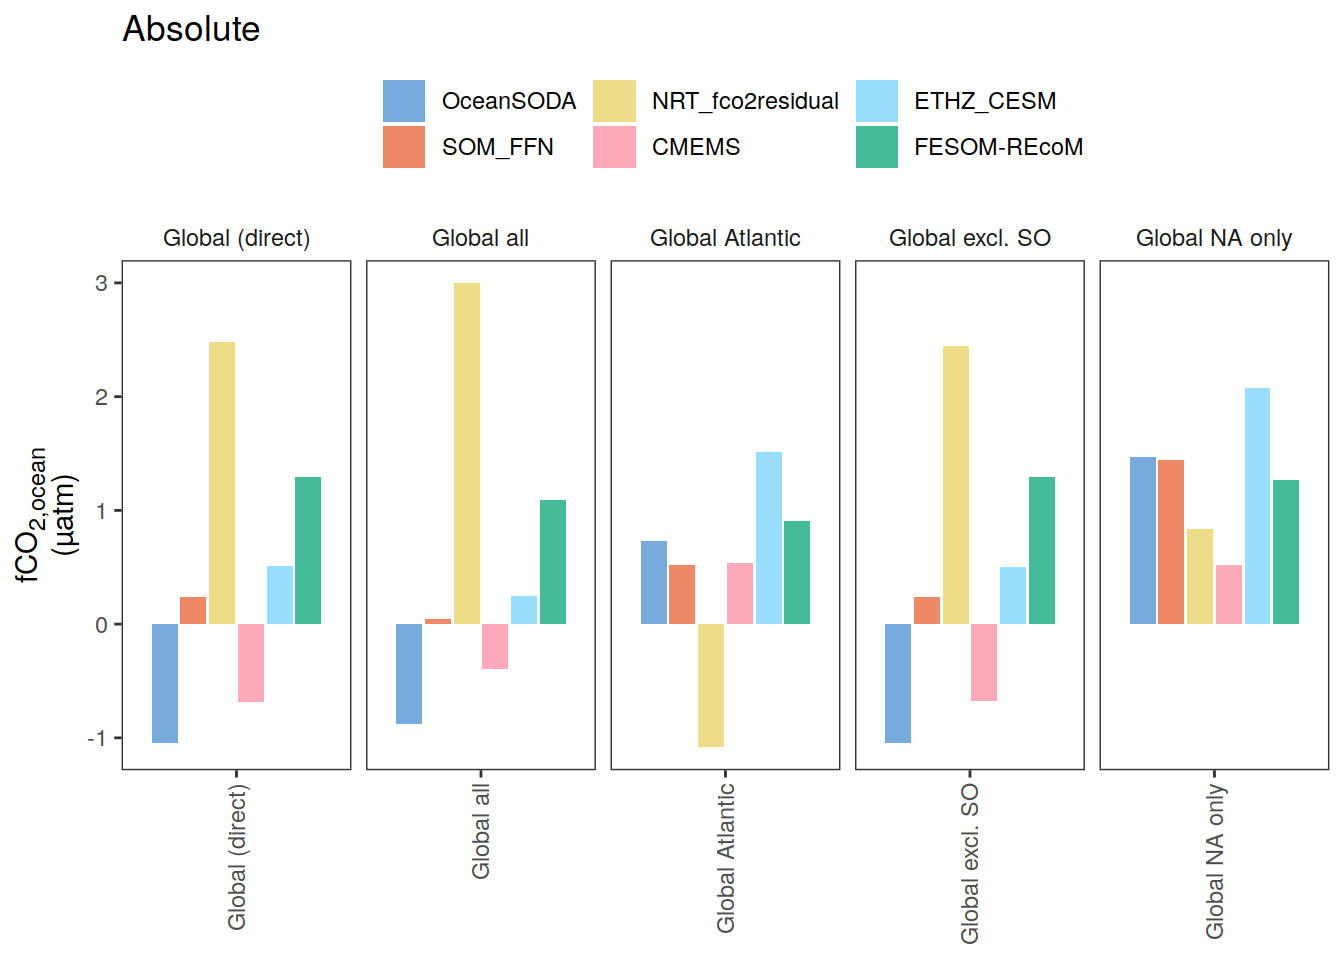 Absolute
OceanSODA NRT_fco2residual ETHZ_CESM
SOM_FFN CMEMS FESOM-REcoM
Global (direct) Global all Global Atlantic Global excl. SO Global NA only
3
2
1
0
-1
fCO2,ocean
(µatm)
Global (direct)
Global all
Global Atlantic
Global excl. SO
Global NA only